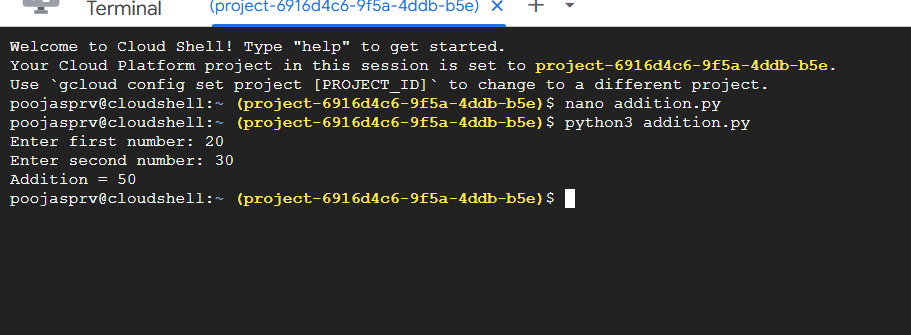 Terminal
(project-6916d4c6-9f5a-4ddb-b5e) × + ▾
Welcome to Cloud Shell! Type "help" to get started.
Your Cloud Platform project in this session is set to project-6916d4c6-9f5a-4ddb-b5e.
Use `gcloud config set project [PROJECT_ID]` to change to a different project.
poojasprv@cloudshell:~ (project-6916d4c6-9f5a-4ddb-b5e)$ nano addition.py
poojasprv@cloudshell:~ (project-6916d4c6-9f5a-4ddb-b5e)$ python3 addition.py
Enter first number: 20
Enter second number: 30
Addition = 50
poojasprv@cloudshell:~ (project-6916d4c6-9f5a-4ddb-b5e)$